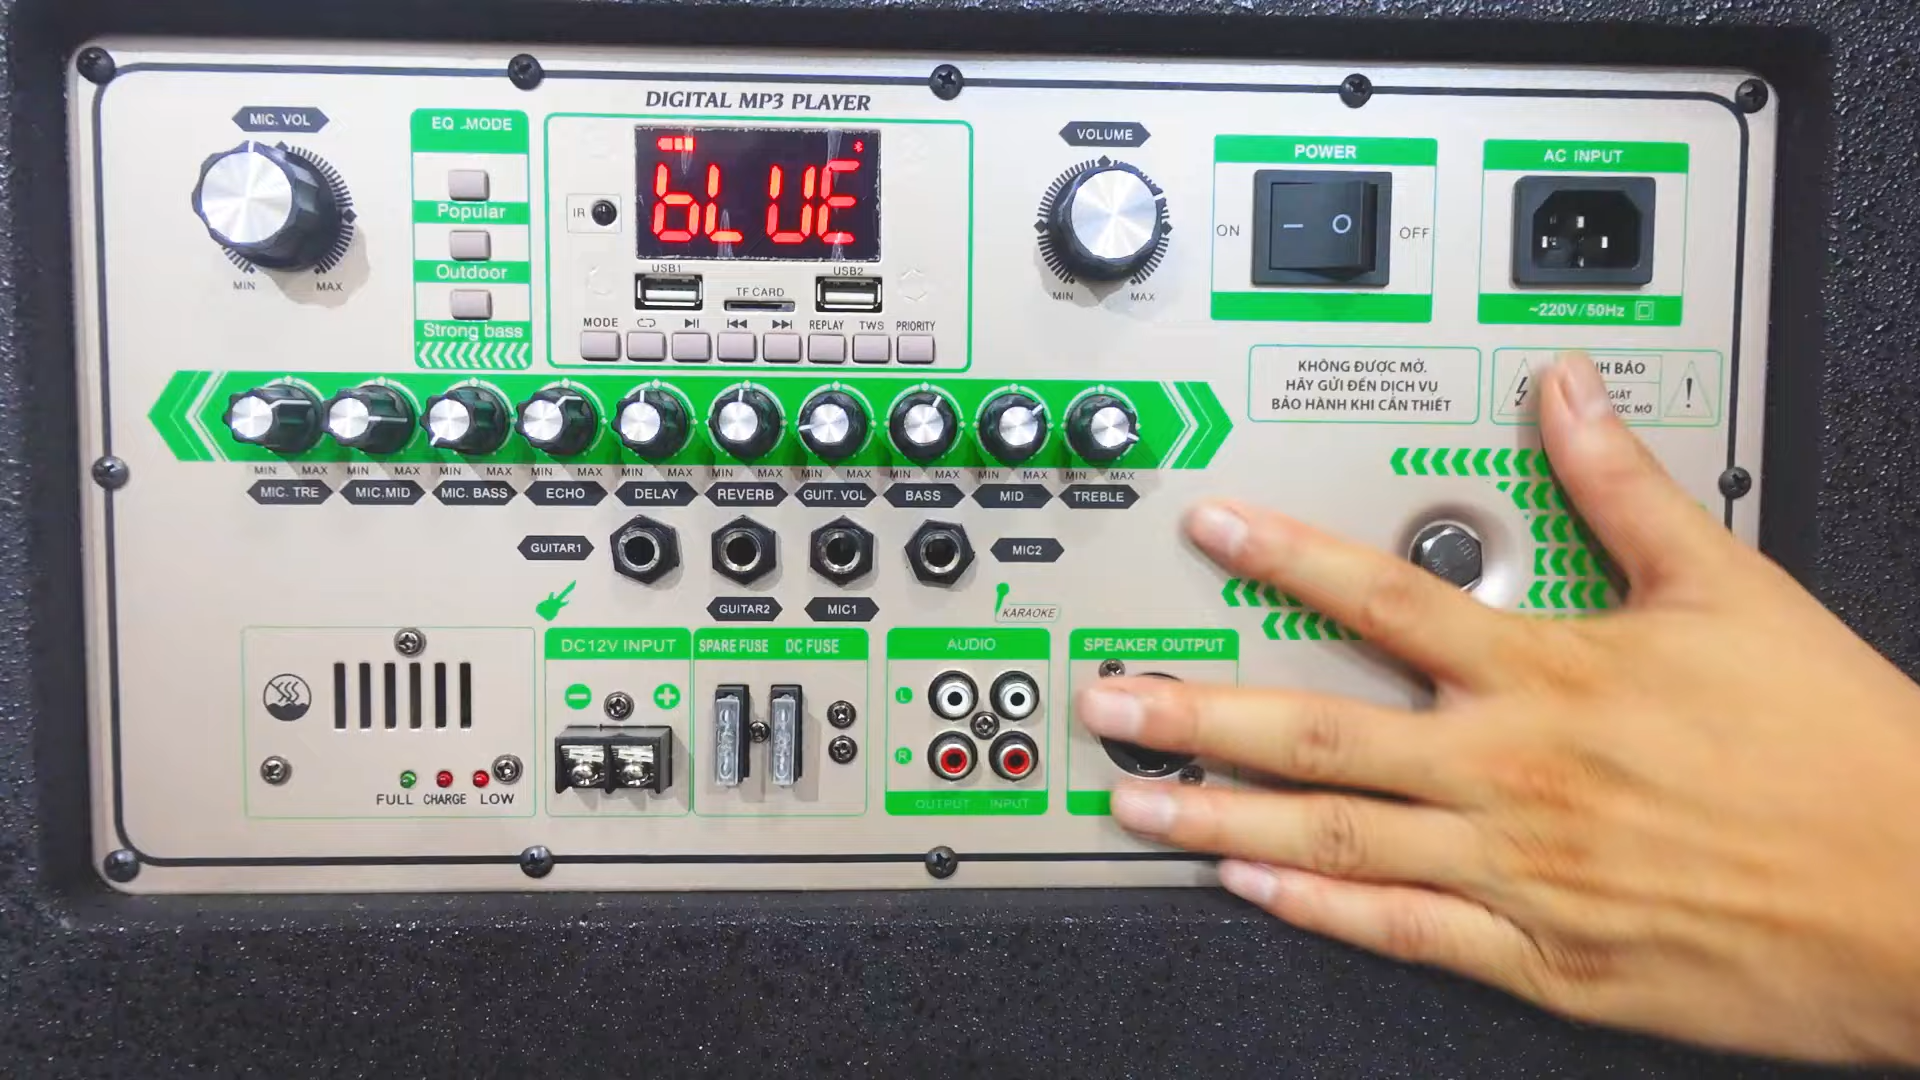 DIGITAL MP3 PLAYER
MIC. VOL
MIN
MAX
EQ ..MODE
Popular
Outdoor
Strong bass
IR
bLUE
USB1
USB2
TF CARD
MODE
REPLAY
TWS
PRIORITY
VOLUME
MIN
MAX
POWER
ON
OFF
AC INPUT
~220V/50Hz
KHÔNG ĐƯỢC MỞ.
HÃY GỬI ĐẾN DỊCH VỤ
BẢO HÀNH KHI CẦN THIẾT
BÁO
GIẬT
MỞ
MIN MAX
MIN MAX
MIN MAX
MIN MAX
MIN MAX
MIN MAX
MIN MAX
MIN MAX
MIN MAX
MIN MAX
MIC. TRE
MIC.MID
MIC. BASS
ECHO
DELAY
REVERB
GUIT. VOL
BASS
MID
TREBLE
GUITAR1
MIC2
GUITAR2
MIC1
KARAOKE
FULL CHARGE LOW
DC12V INPUT
SPARE FUSE
DC FUSE
AUDIO
L
R
OUTPUT INPUT
SPEAKER OUTPUT